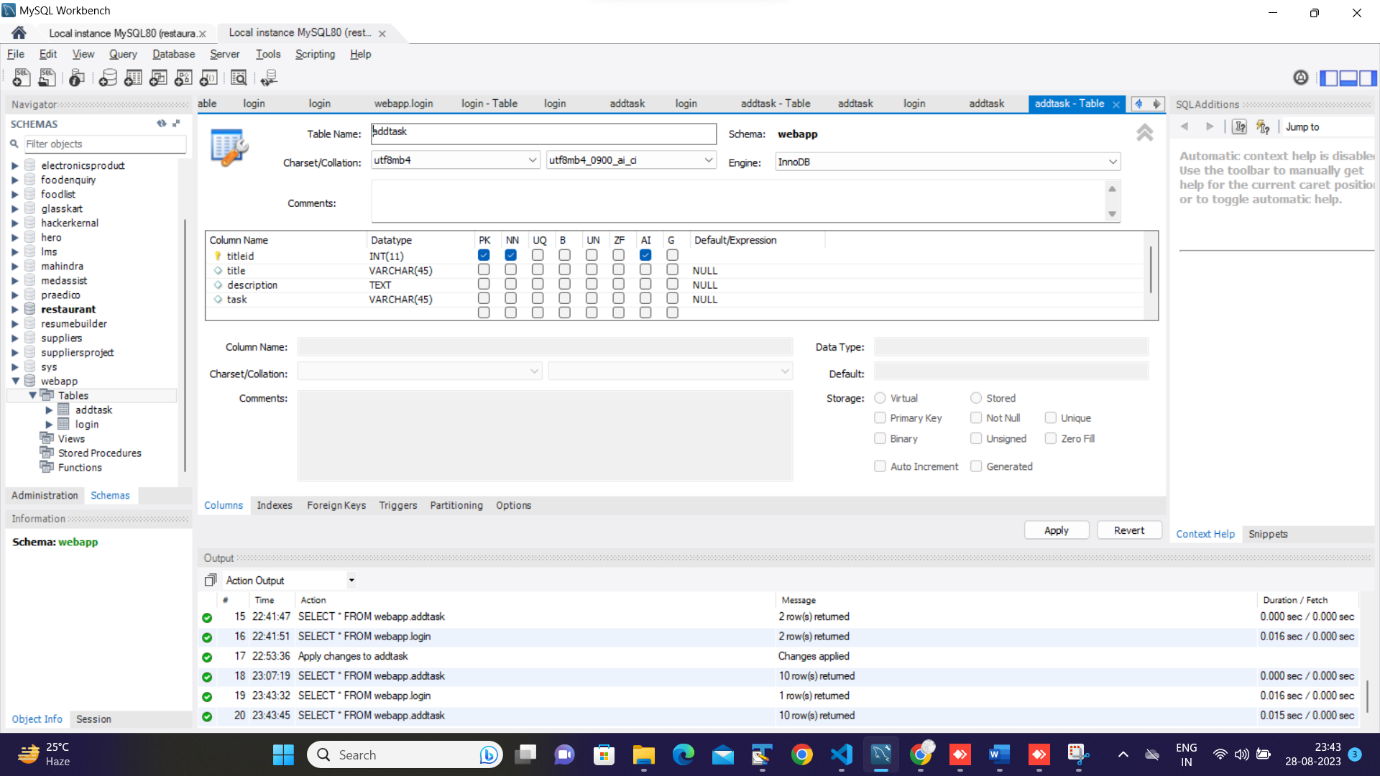 MySQL Workbench
Local instance MySQL80 (restaura.x
Local instance MySQL80 (rest... x
File Edit View Query Database Server Tools Scripting Help
Navigator
SCHEMAS
Filter objects
electronicsproduct
foodenquiry
foodlist
glasskart
hackerkernal
hero
lms
mahindra
medassist
praedico
restaurant
resumebuilder
suppliers
suppliersproject
sys
webapp
Tables
addtask
login
Views
Stored Procedures
Functions
Administration Schemas
Information
Schema: webapp
Object Info Session
able login login webapp.login login - Table login addtask login addtask - Table addtask login addtask addtask - Table
Table Name: addtask Schema: webapp
Charset/Collation: utf8mb4 utf8mb4_0900_ai_ci Engine: InnoDB
Comments:
Column Name Datatype PK NN UQ B UN ZF AI G Default/Expression
titleid INT(11)
title VARCHAR(45) NULL
description TEXT NULL
task VARCHAR(45) NULL
Column Name: Data Type:
Charset/Collation: Default:
Comments: Storage: Virtual Stored
Primary Key Not Null Unique
Binary Unsigned Zero Fill
Auto Increment Generated
Columns Indexes Foreign Keys Triggers Partitioning Options
Apply Revert
SQLAdditions
Jump to
Automatic context help is disable
Use the toolbar to manually get
help for the current caret position
or to toggle automatic help.
Context Help Snippets
Output
Action Output
# Time Action Message Duration / Fetch
15 22:41:47 SELECT * FROM webapp.addtask 2 row(s) returned 0.000 sec / 0.000 sec
16 22:41:51 SELECT * FROM webapp.login 2 row(s) returned 0.016 sec / 0.000 sec
17 22:53:36 Apply changes to addtask Changes applied
18 23:07:19 SELECT * FROM webapp.addtask 10 row(s) returned 0.000 sec / 0.000 sec
19 23:43:32 SELECT * FROM webapp.login 1 row(s) returned 0.016 sec / 0.000 sec
20 23:43:45 SELECT * FROM webapp.addtask 10 row(s) returned 0.015 sec / 0.000 sec
25°C
Haze
Search
ENG
IN
23:43
28-08-2023
3